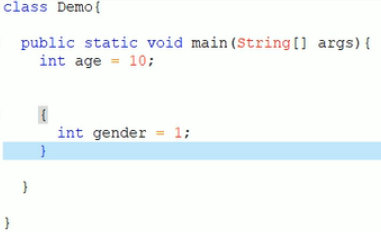 class Demo{
public static void main(String[] args){
int age = 10;
{
int gender = 1;
}
}
}